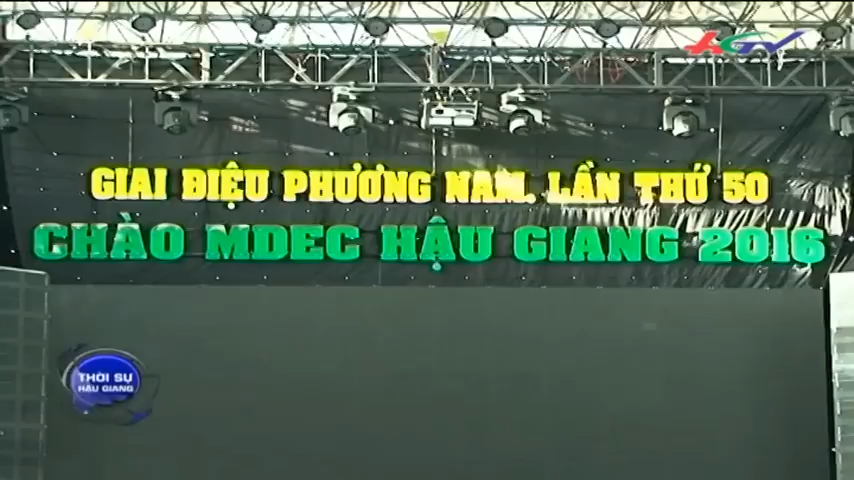 HGTV
GIAI ĐIỆU PHƯƠNG NAM. LẦN THỨ 50
CHÀO MDEC HẬU GIANG 2016
THỜI SỰ
HẬU GIANG